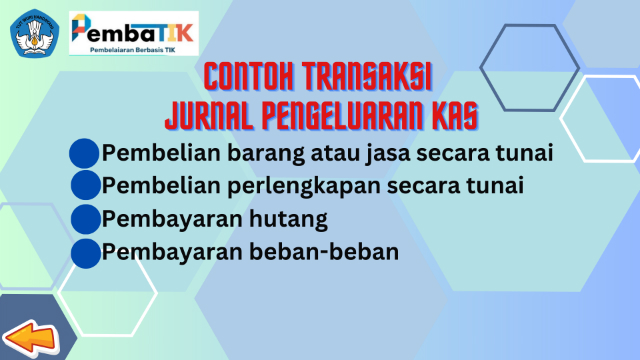 PembaTIK
Pembelajaran Berbasis TIK
CONTOH TRANSAKSI
JURNAL PENGELUARAN KAS
Pembelian barang atau jasa secara tunai
Pembelian perlengkapan secara tunai
Pembayaran hutang
Pembayaran beban-beban